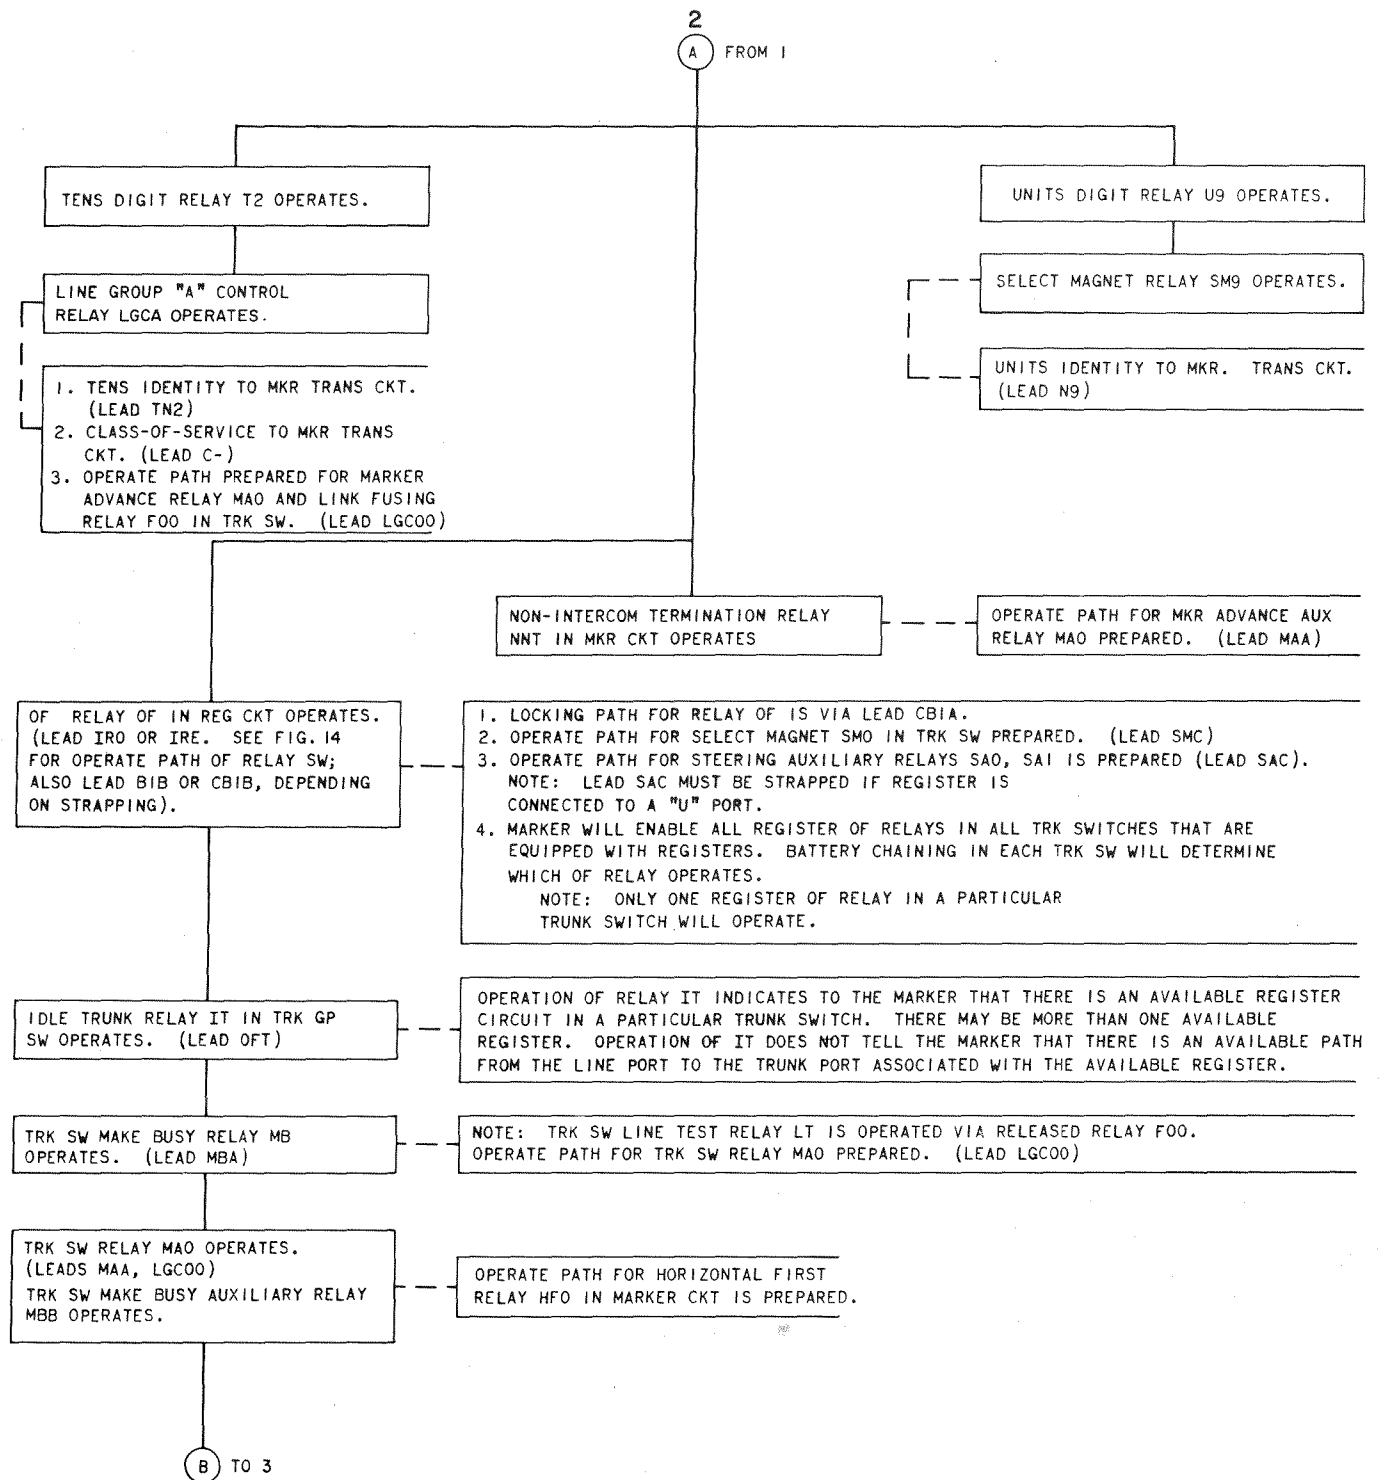 2
A FROM 1
TENS DIGIT RELAY T2 OPERATES.
UNITS DIGIT RELAY U9 OPERATES.
LINE GROUP "A" CONTROL
RELAY LGCA OPERATES.
SELECT MAGNET RELAY SM9 OPERATES.
1. TENS IDENTITY TO MKR TRANS CKT.
(LEAD TN2)
2. CLASS-OF-SERVICE TO MKR TRANS
CKT. (LEAD C-)
3. OPERATE PATH PREPARED FOR MARKER
ADVANCE RELAY MA0 AND LINK FUSING
RELAY F00 IN TRK SW. (LEAD LGC00)
UNITS IDENTITY TO MKR. TRANS CKT.
(LEAD N9)
NON-INTERCOM TERMINATION RELAY
NNT IN MKR CKT OPERATES
OPERATE PATH FOR MKR ADVANCE AUX
RELAY MA0 PREPARED. (LEAD MAA)
OF RELAY OF IN REG CKT OPERATES.
(LEAD IRO OR IRE. SEE FIG. 14
FOR OPERATE PATH OF RELAY SW;
ALSO LEAD BIB OR CBIB, DEPENDING
ON STRAPPING).
1. LOCKING PATH FOR RELAY OF IS VIA LEAD CBIA.
2. OPERATE PATH FOR SELECT MAGNET SM0 IN TRK SW PREPARED. (LEAD SMC)
3. OPERATE PATH FOR STEERING AUXILIARY RELAYS SA0, SA1 IS PREPARED (LEAD SAC).
NOTE: LEAD SAC MUST BE STRAPPED IF REGISTER IS
CONNECTED TO A "U" PORT.
4. MARKER WILL ENABLE ALL REGISTER OF RELAYS IN ALL TRK SWITCHES THAT ARE
EQUIPPED WITH REGISTERS. BATTERY CHAINING IN EACH TRK SW WILL DETERMINE
WHICH OF RELAY OPERATES.
NOTE: ONLY ONE REGISTER OF RELAY IN A PARTICULAR
TRUNK SWITCH WILL OPERATE.
IDLE TRUNK RELAY IT IN TRK GP
SW OPERATES. (LEAD OFT)
OPERATION OF RELAY IT INDICATES TO THE MARKER THAT THERE IS AN AVAILABLE REGISTER
CIRCUIT IN A PARTICULAR TRUNK SWITCH. THERE MAY BE MORE THAN ONE AVAILABLE
REGISTER. OPERATION OF IT DOES NOT TELL THE MARKER THAT THERE IS AN AVAILABLE PATH
FROM THE LINE PORT TO THE TRUNK PORT ASSOCIATED WITH THE AVAILABLE REGISTER.
TRK SW MAKE BUSY RELAY MB
OPERATES. (LEAD MBA)
NOTE: TRK SW LINE TEST RELAY LT IS OPERATED VIA RELEASED RELAY F00.
OPERATE PATH FOR TRK SW RELAY MA0 PREPARED. (LEAD LGC00)
TRK SW RELAY MA0 OPERATES.
(LEADS MAA, LGC00)
TRK SW MAKE BUSY AUXILIARY RELAY
MBB OPERATES.
OPERATE PATH FOR HORIZONTAL FIRST
RELAY HF0 IN MARKER CKT IS PREPARED.
B TO 3